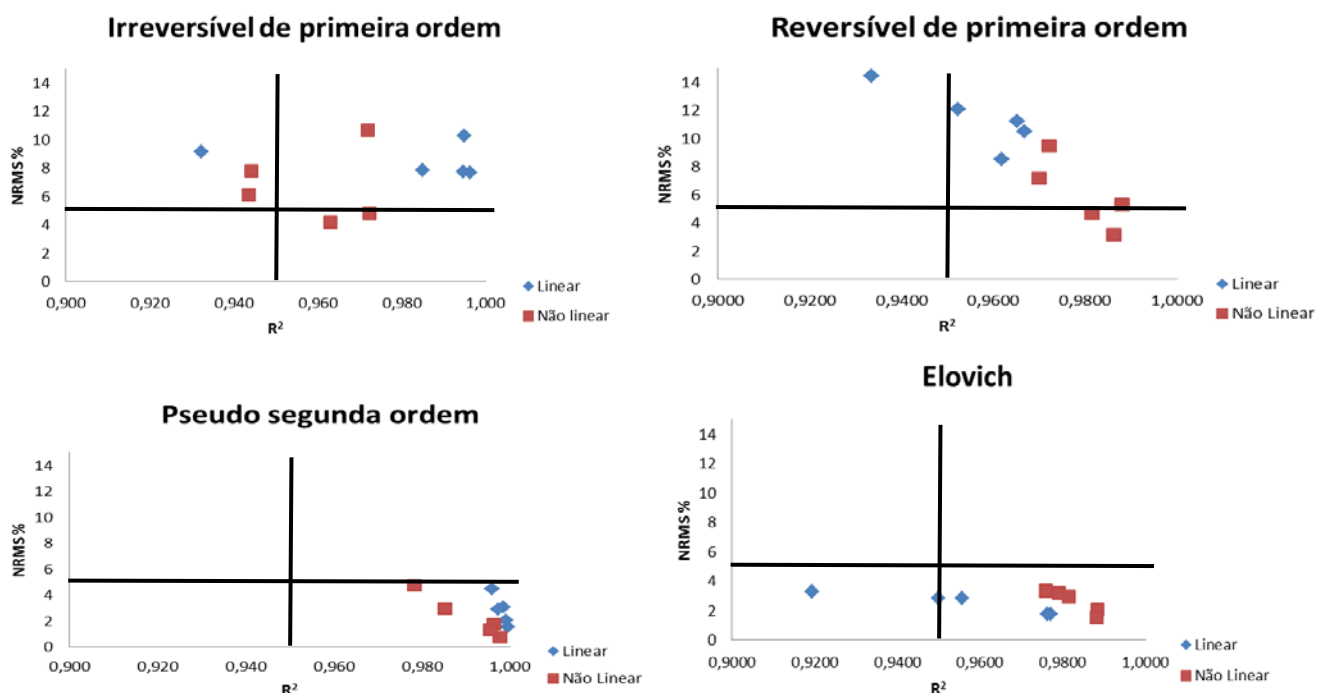 Irreversível de primeira ordem
NRMS %
14
12
10
8
6
4
2
0
0,900
0,920
0,940
0,960
0,980
1,000
R²
Linear
Não linear
Reversível de primeira ordem
NRMS %
14
12
10
8
6
4
2
0
0,9000
0,9200
0,9400
0,9600
0,9800
1,0000
R²
Linear
Não Linear
Pseudo segunda ordem
NRMS %
14
12
10
8
6
4
2
0
0,900
0,920
0,940
0,960
0,980
1,000
R²
Linear
Não Linear
Elovich
NRMS %
14
12
10
8
6
4
2
0
0,9000
0,9200
0,9400
0,9600
0,9800
1,0000
R²
Linear
Não Linear